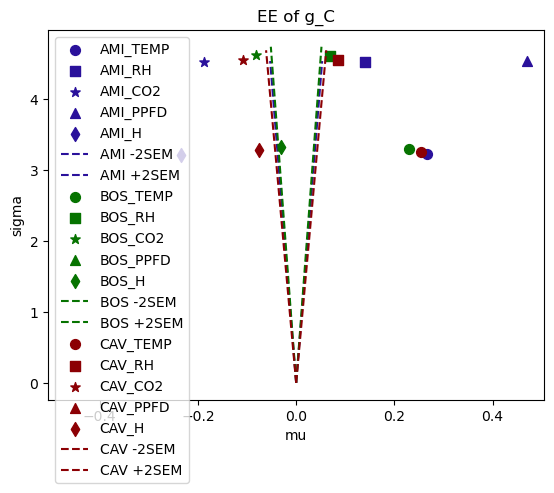 EE of g_C
AMI_TEMP
AMI_RH
AMI_CO2
AMI_PPFD
AMI_H
AMI -2SEM
AMI +2SEM
BOS_TEMP
BOS_RH
BOS_CO2
BOS_PPFD
BOS_H
BOS -2SEM
BOS +2SEM
CAV_TEMP
CAV_RH
CAV_CO2
CAV_PPFD
CAV_H
CAV -2SEM
CAV +2SEM
sigma
4
3
2
1
0
−0.4 −0.2 0.0 0.2 0.4
mu